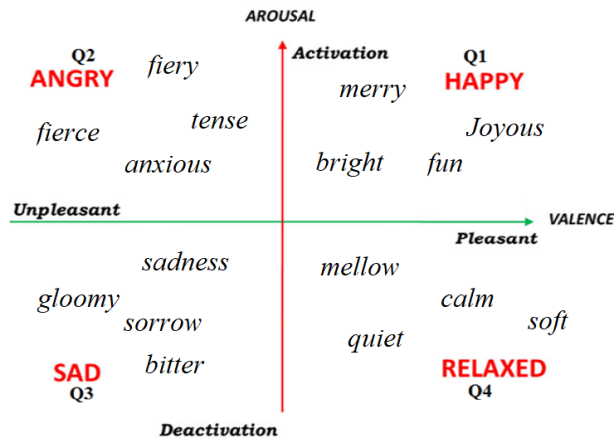 AROUSAL
Q2
ANGRY
fiery
Activation
Q1
HAPPY
merry
fierce
tense
Joyous
anxious
bright
fun
Unpleasant
VALENCE
Pleasant
sadness
mellow
gloomy
calm
sorrow
soft
quiet
bitter
SAD
Q3
RELAXED
Q4
Deactivation